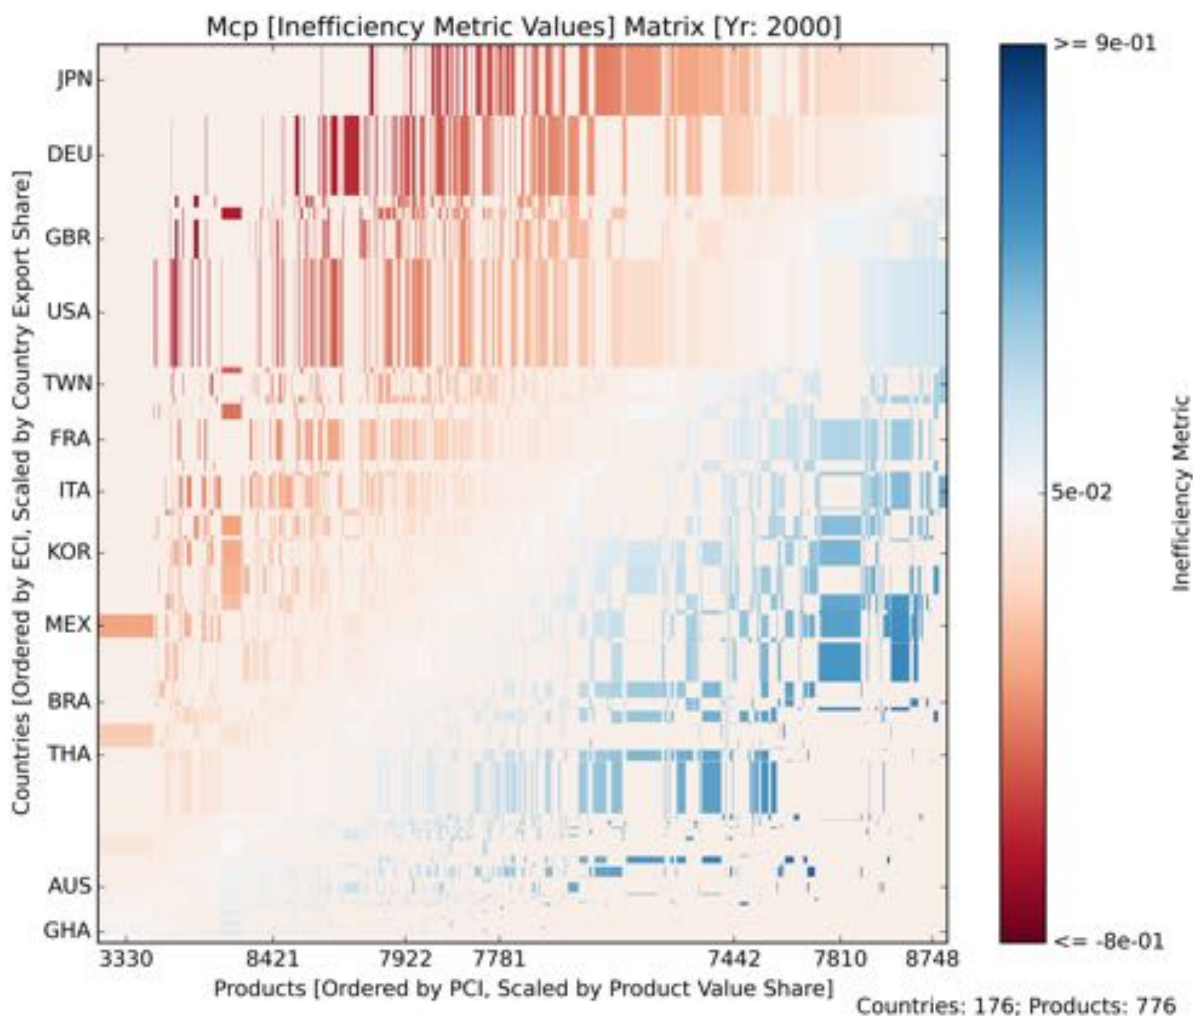 Mcp [Inefficiency Metric Values] Matrix [Yr: 2000]
>= 9e-01
JPN
DEU
GBR
USA
TWN
FRA
ITA
KOR
MEX
BRA
THA
AUS
GHA
Countries [Ordered by ECI, Scaled by Country Export Share]
5e-02
Inefficiency Metric
<= -8e-01
3330 8421 7922 7781 7442 7810 8748
Products [Ordered by PCI, Scaled by Product Value Share]
Countries: 176; Products: 776